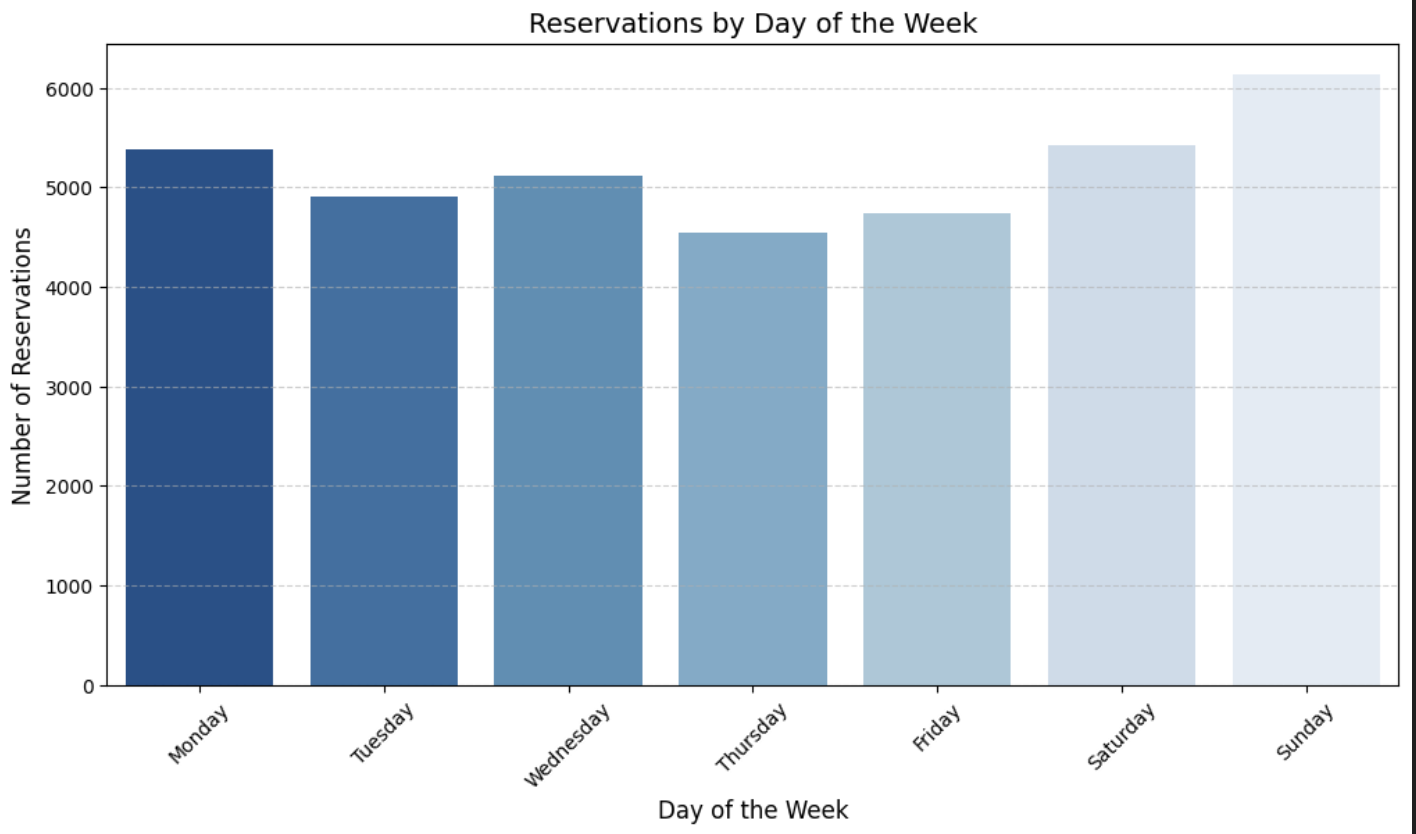 Reservations by Day of the Week
Number of Reservations
6000
5000
4000
3000
2000
1000
0
Monday
Tuesday
Wednesday
Thursday
Friday
Saturday
Sunday
Day of the Week